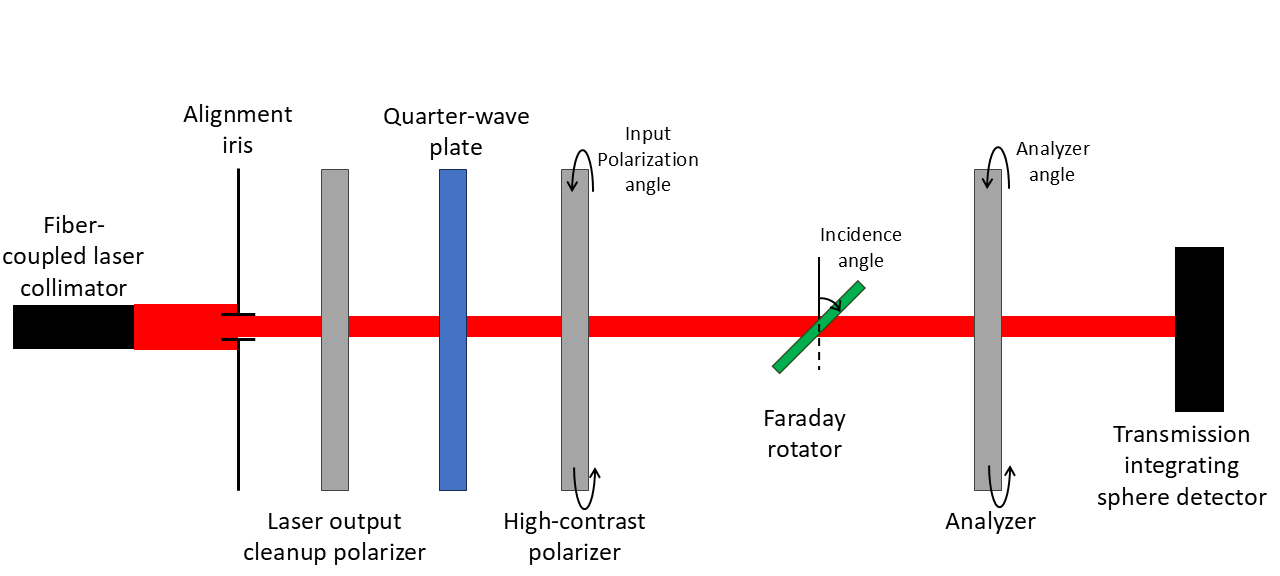 Alignment
iris
Quarter-wave
plate
Input
Polarization
angle
Analyzer
angle
Fiber-
coupled laser
collimator
Incidence
angle
Faraday
rotator
Transmission
integrating
sphere detector
Laser output
cleanup polarizer
High-contrast
polarizer
Analyzer